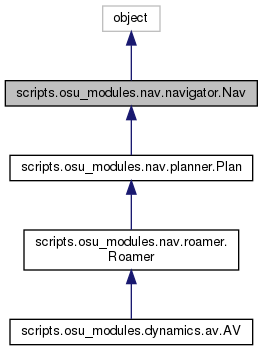 object
scripts.osu_modules.nav.navigator.Nav
scripts.osu_modules.nav.planner.Plan
scripts.osu_modules.nav.roamer.
Roamer
scripts.osu_modules.dynamics.av.AV